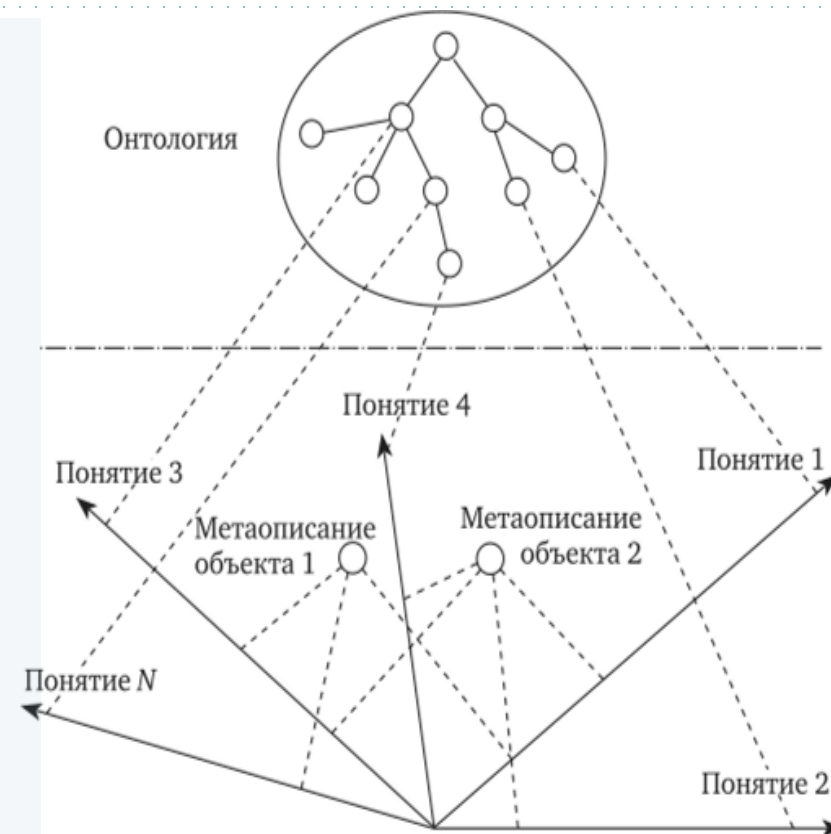 Онтология
Понятие 4
Понятие 3
Понятие 1
Метаописание
объекта 1
Метаописание
объекта 2
Понятие N
Понятие 2